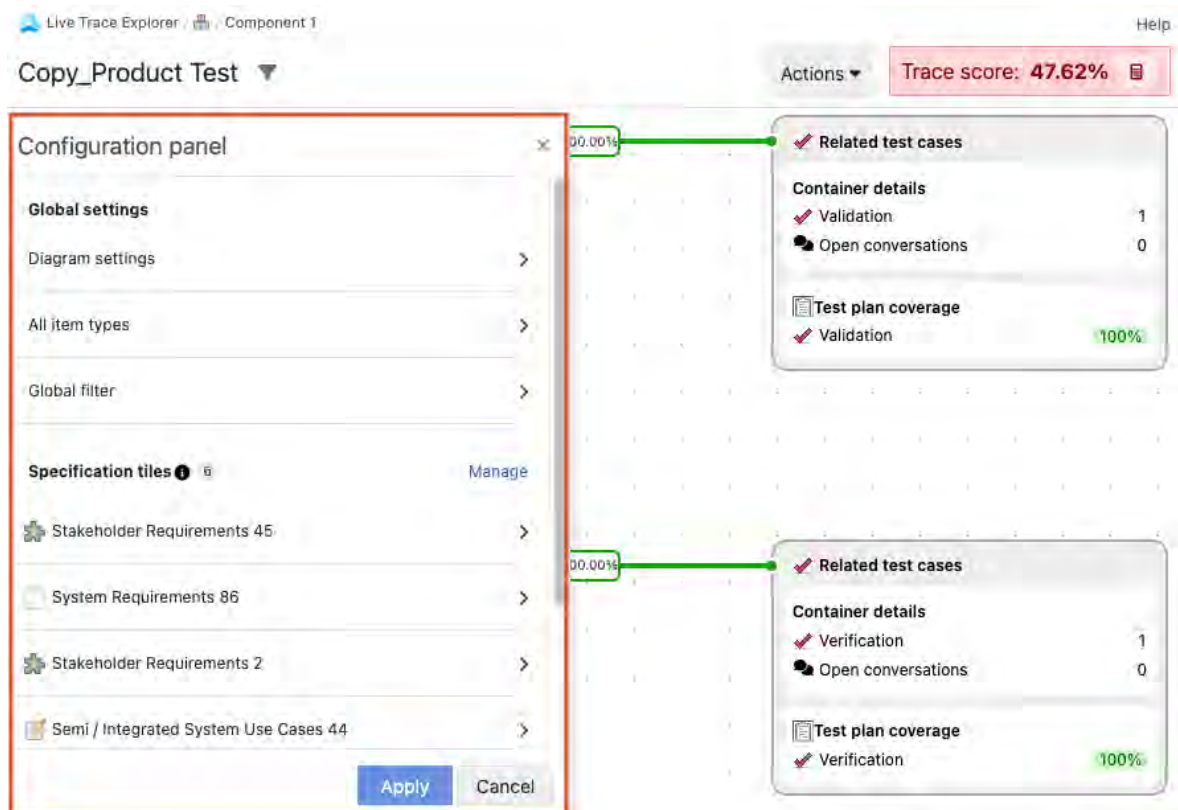 Live Trace Explorer / Component 1
Help
Copy_Product Test
Actions
Trace score: 47.62%
Configuration panel
Global settings
Diagram settings
All item types
Global filter
Specification tiles Manage
Stakeholder Requirements 45
System Requirements 86
Stakeholder Requirements 2
Semi / Integrated System Use Cases 44
Apply Cancel
00.00%
Related test cases
Container details
Validation 1
Open conversations 0
Test plan coverage
Validation 100%
00.00%
Related test cases
Container details
Verification 1
Open conversations 0
Test plan coverage
Verification 100%